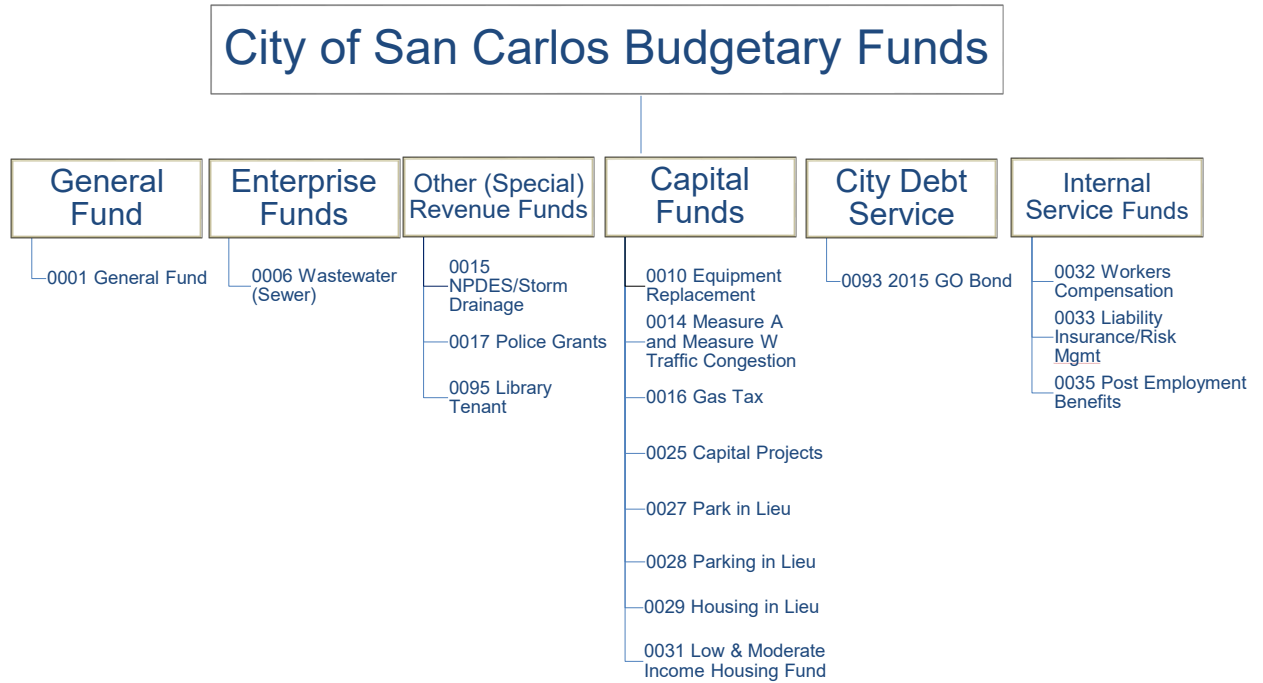 City of San Carlos Budgetary Funds
General
Fund
0001 General Fund
Enterprise
Funds
0006 Wastewater
(Sewer)
Other (Special)
Revenue Funds
0015
NPDES/Storm
Drainage
0017 Police Grants
0095 Library
Tenant
Capital
Funds
0010 Equipment
Replacement
0014 Measure A
and Measure W
Traffic Congestion
0016 Gas Tax
0025 Capital Projects
0027 Park in Lieu
0028 Parking in Lieu
0029 Housing in Lieu
0031 Low & Moderate
Income Housing Fund
City Debt
Service
0093 2015 GO Bond
Internal
Service Funds
0032 Workers
Compensation
0033 Liability
Insurance/Risk
Mgmt
0035 Post Employment
Benefits